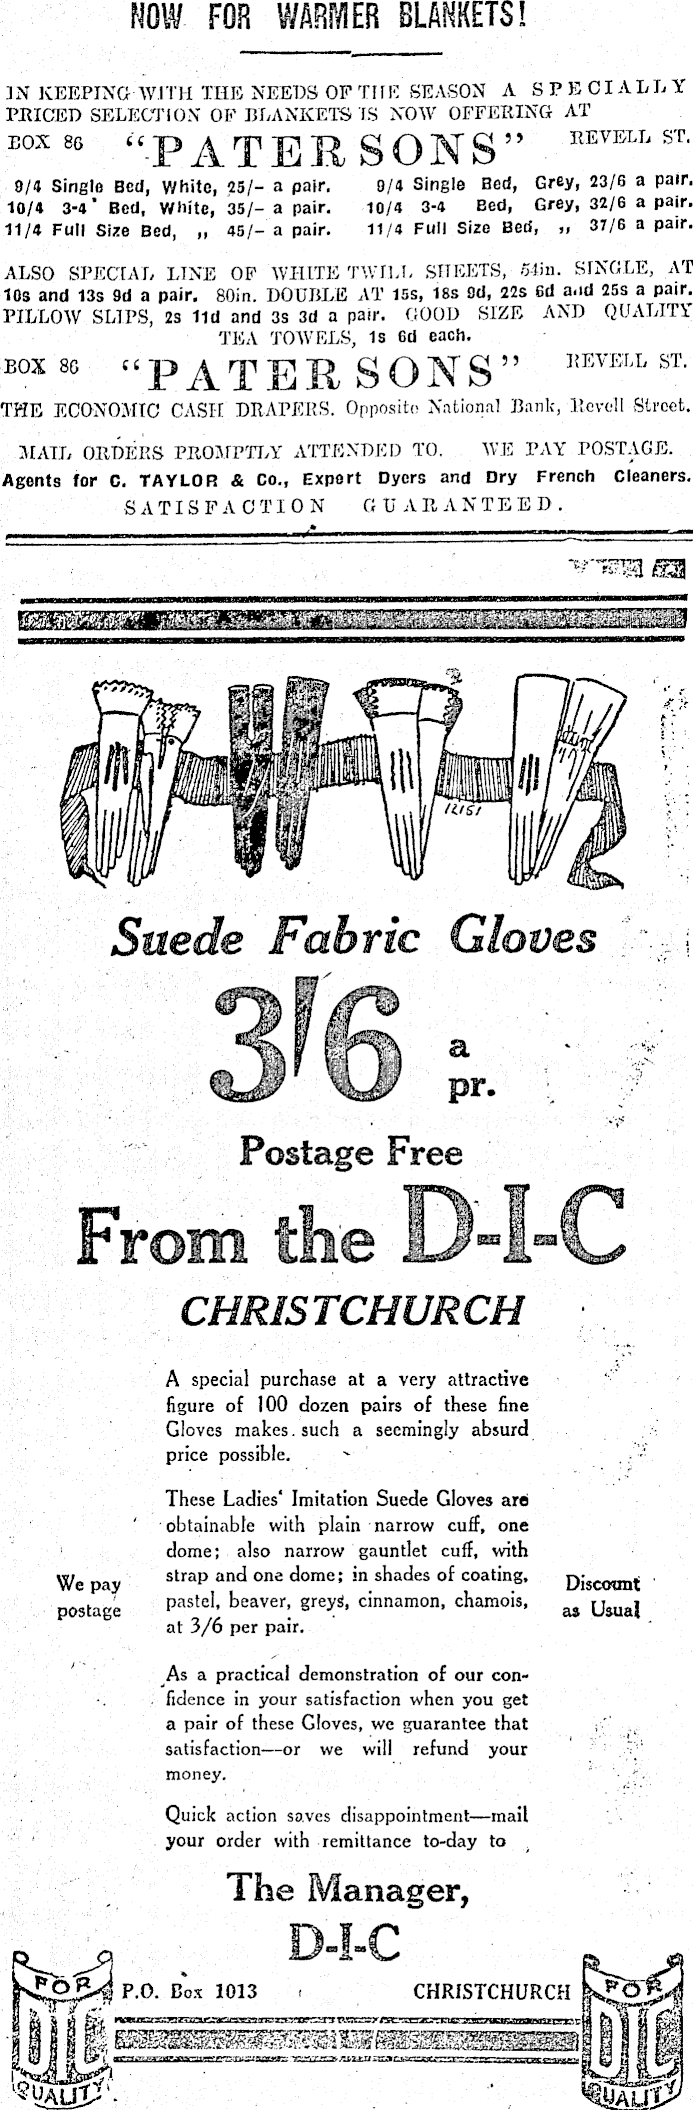 NOW FOR WARMER BLANKETS!
IN KEEPING WITH THE NEEDS OF THE SEASON A SPECIALLY
PRICED SELECTION OF BLANKETS IS NOW OFFERING AT
BOX 86 "PATERSONS" REVELL ST.
9/4 Single Bed, White, 25/- a pair. 9/4 Single Bed, Grey, 23/6 a pair.
10/4 3-4 Bed, White, 35/- a pair. 10/4 3-4 Bed, Grey, 32/6 a pair.
11/4 Full Size Bed, ,, 45/- a pair. 11/4 Full Size Bed, ,, 37/6 a pair.
ALSO SPECIAL LINE OF WHITE TWILL SHEETS, 54in. SINGLE, AT
10s and 13s 9d a pair. 80in. DOUBLE AT 15s, 18s 9d, 22s 6d and 25s a pair.
PILLOW SLIPS, 2s 11d and 3s 3d a pair. GOOD SIZE AND QUALITY
TEA TOWELS, 1s 6d each.
BOX 86 "PATERSONS" REVELL ST.
THE ECONOMIC CASH DRAPERS. Opposite National Bank, Revell Street.
MAIL ORDERS PROMPTLY ATTENDED TO. WE PAY POSTAGE.
Agents for C. TAYLOR & Co., Expert Dyers and Dry French Cleaners.
SATISFACTION GUARANTEED.
12151
Suede Fabric Gloves
3/6 a pr.
Postage Free
From the D-I-C
CHRISTCHURCH
A special purchase at a very attractive
figure of 100 dozen pairs of these fine
Gloves makes such a seemingly absurd
price possible.
These Ladies' Imitation Suede Gloves are
obtainable with plain narrow cuff, one
dome; also narrow gauntlet cuff, with
strap and one dome; in shades of coating,
pastel, beaver, greys, cinnamon, chamois,
at 3/6 per pair.
We pay
postage
Discount
as Usual
As a practical demonstration of our con-
fidence in your satisfaction when you get
a pair of these Gloves, we guarantee that
satisfaction—or we will refund your
money.
Quick action saves disappointment—mail
your order with remittance to-day to
The Manager,
D-I-C
P.O. Box 1013 CHRISTCHURCH
FOR
DIC
QUALITY
FOR
DIC
QUALITY